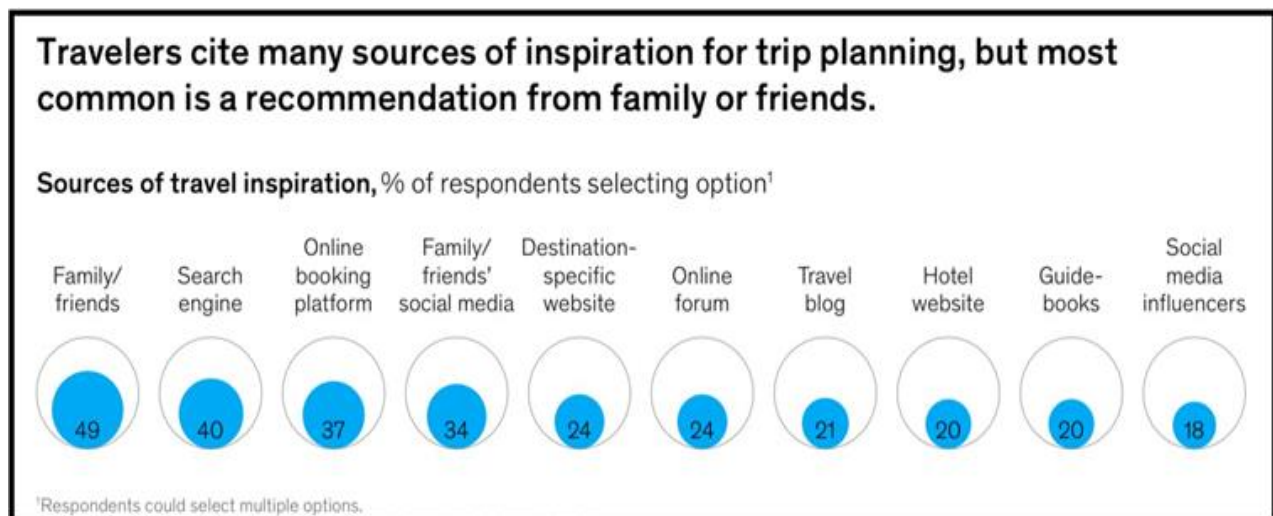 Travelers cite many sources of inspiration for trip planning, but most
common is a recommendation from family or friends.
Sources of travel inspiration, % of respondents selecting option¹
Family/
friends
Search
engine
Online
booking
platform
Family/
friends'
social media
Destination-
specific
website
Online
forum
Travel
blog
Hotel
website
Guide-
books
Social
media
influencers
49
40
37
34
24
24
21
20
20
18
¹Respondents could select multiple options.